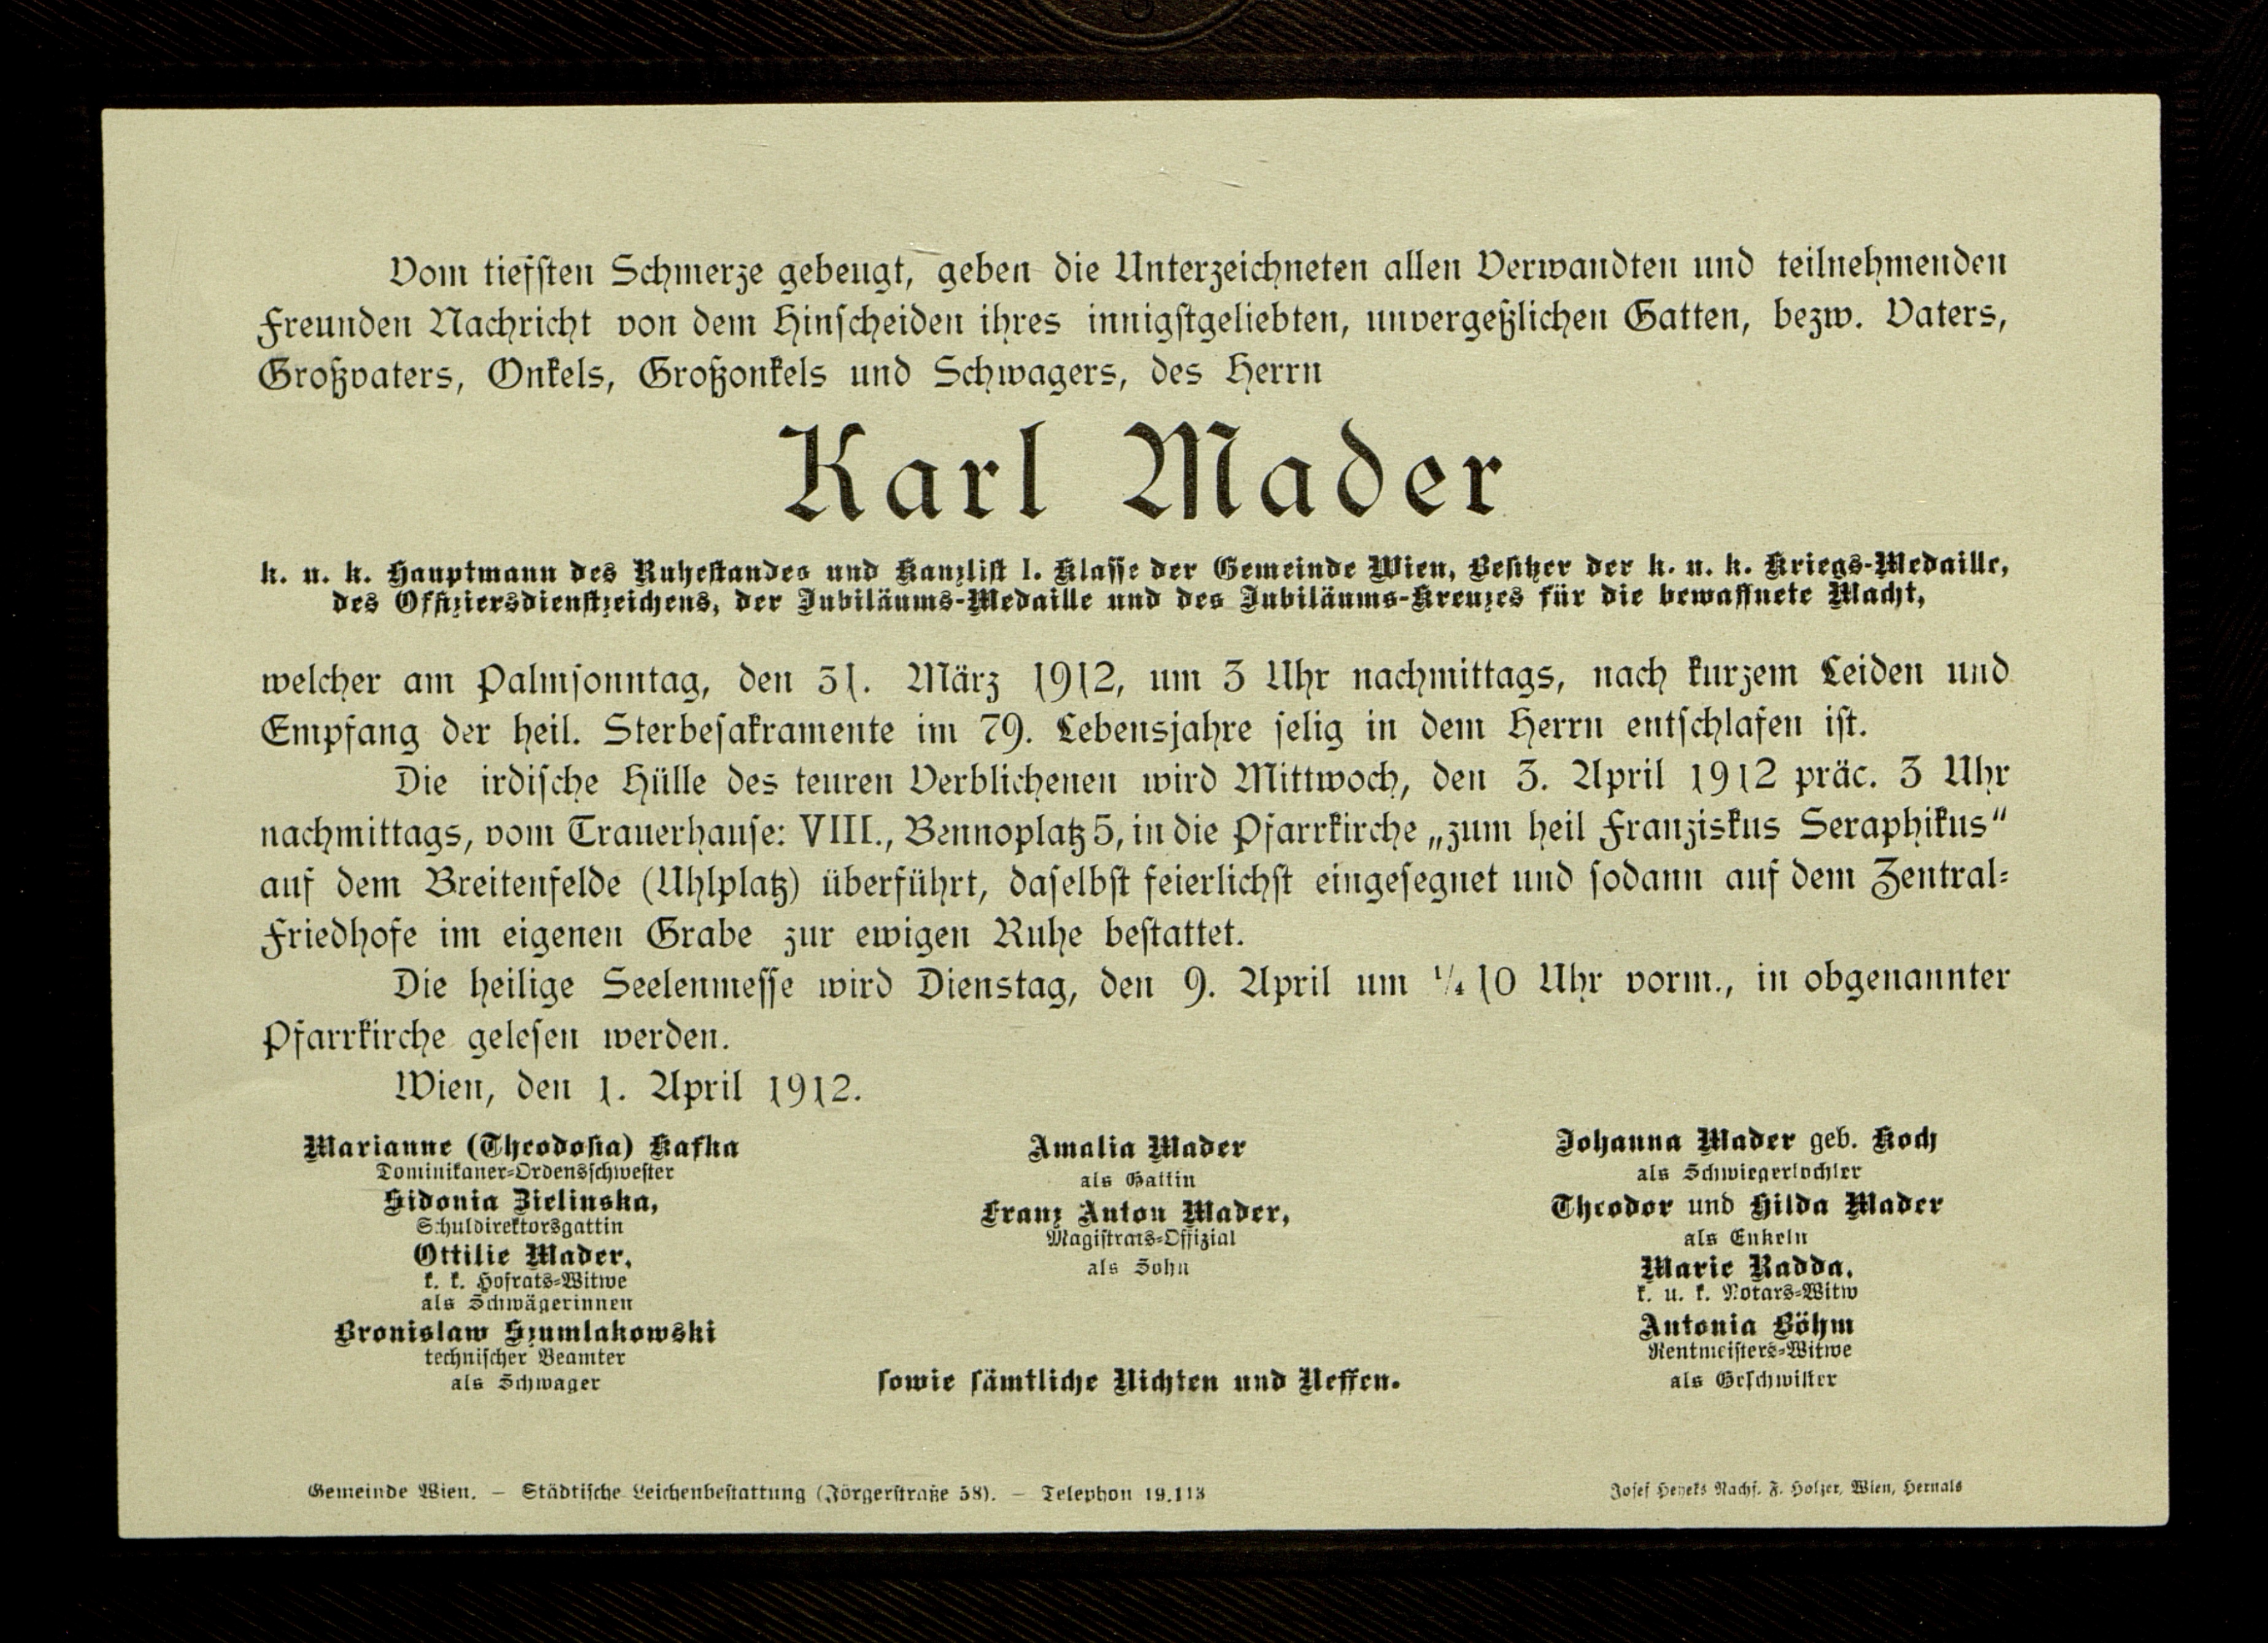 Vom tiefsten Schmerze gebeugt, geben die Unterzeichneten allen Verwandten und teilnehmenden
Freunden Nachricht von dem Hinscheiden ihres innigstgeliebten, unvergeßlichen Gatten, bezw. Vaters,
Großvaters, Onkels, Großonkels und Schwagers, des Herrn
Karl Mader
k. u. k. Hauptmann des Ruhestandes und Kanzlist I. Klasse der Gemeinde Wien, Besitzer der k. u. k. Kriegs-Medaille,
des Offiziersdienstzeichens, der Jubiläums-Medaille und des Jubiläums-Kreuzes für die bewaffnete Macht,
welcher am Palmsonntag, den 31. März 1912, um 3 Uhr nachmittags, nach kurzem Leiden und
Empfang der heil. Sterbesakramente im 79. Lebensjahre selig in dem Herrn entschlafen ist.
Die irdische Hülle des teuren Verblichenen wird Mittwoch, den 3. April 1912 präc. 3 Uhr
nachmittags, vom Trauerhause: VIII., Bennoplatz 5, in die Pfarrkirche „zum heil Franziskus Seraphikus“
auf dem Breitenfelde (Uhlplatz) überführt, daselbst feierlichst eingesegnet und sodann auf dem Zentral-
Friedhofe im eigenen Grabe zur ewigen Ruhe bestattet.
Die heilige Seelenmesse wird Dienstag, den 9. April um ¼10 Uhr vorm., in obgenannter
Pfarrkirche gelesen werden.
Wien, den 1. April 1912.
Marianne (Theodosia) Kafka
Dominikaner-Ordensschwester
Sidonia Zielinska,
Schuldirektorsgattin
Ottilie Mader,
k. k. Hofrats-Witwe
als Schwägerinnen
Bronislaw Szumlakowski
technischer Beamter
als Schwager
Amalia Mader
als Gattin
Franz Anton Mader,
Magistrats-Offizial
als Sohn
sowie sämtliche Nichten und Neffen.
Johanna Mader geb. Koch
als Schwiegertochter
Theodor und Hilda Mader
als Enkeln
Marie Radda,
k. u. k. Notars-Witw
Antonia Böhm
Rentmeisters-Witwe
als Geschwister
Gemeinde Wien. — Städtische Leichenbestattung (Jörgerstraße 38). — Telephon 19.113
Josef Heyeks Nachf. F. Holzer, Wien, Hernals